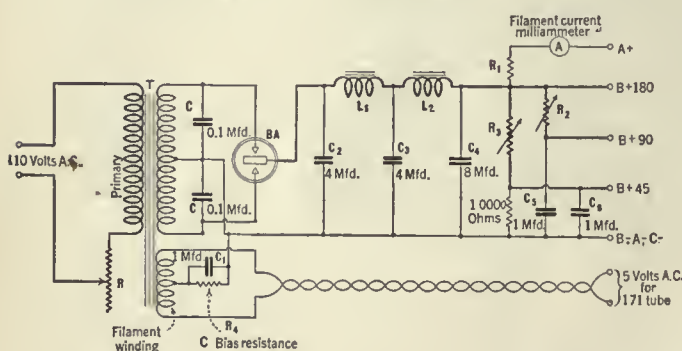 Filament current
milliammeter
A
A+
R1
B+180
T
C
0.1 Mfd.
BA
L1
L2
R3
R2
C2
4 Mfd.
C3
4 Mfd.
C4
8 Mfd.
B+90
110 Volts A.C.
Primary
C
0.1 Mfd.
B+45
10000
Ohms
C5
1 Mfd.
C6
1 Mfd.
B-A-C-
1 Mfd.
C1
R
R4
5 Volts A.C.
for
171 tube
Filament
winding
C Bias resistance